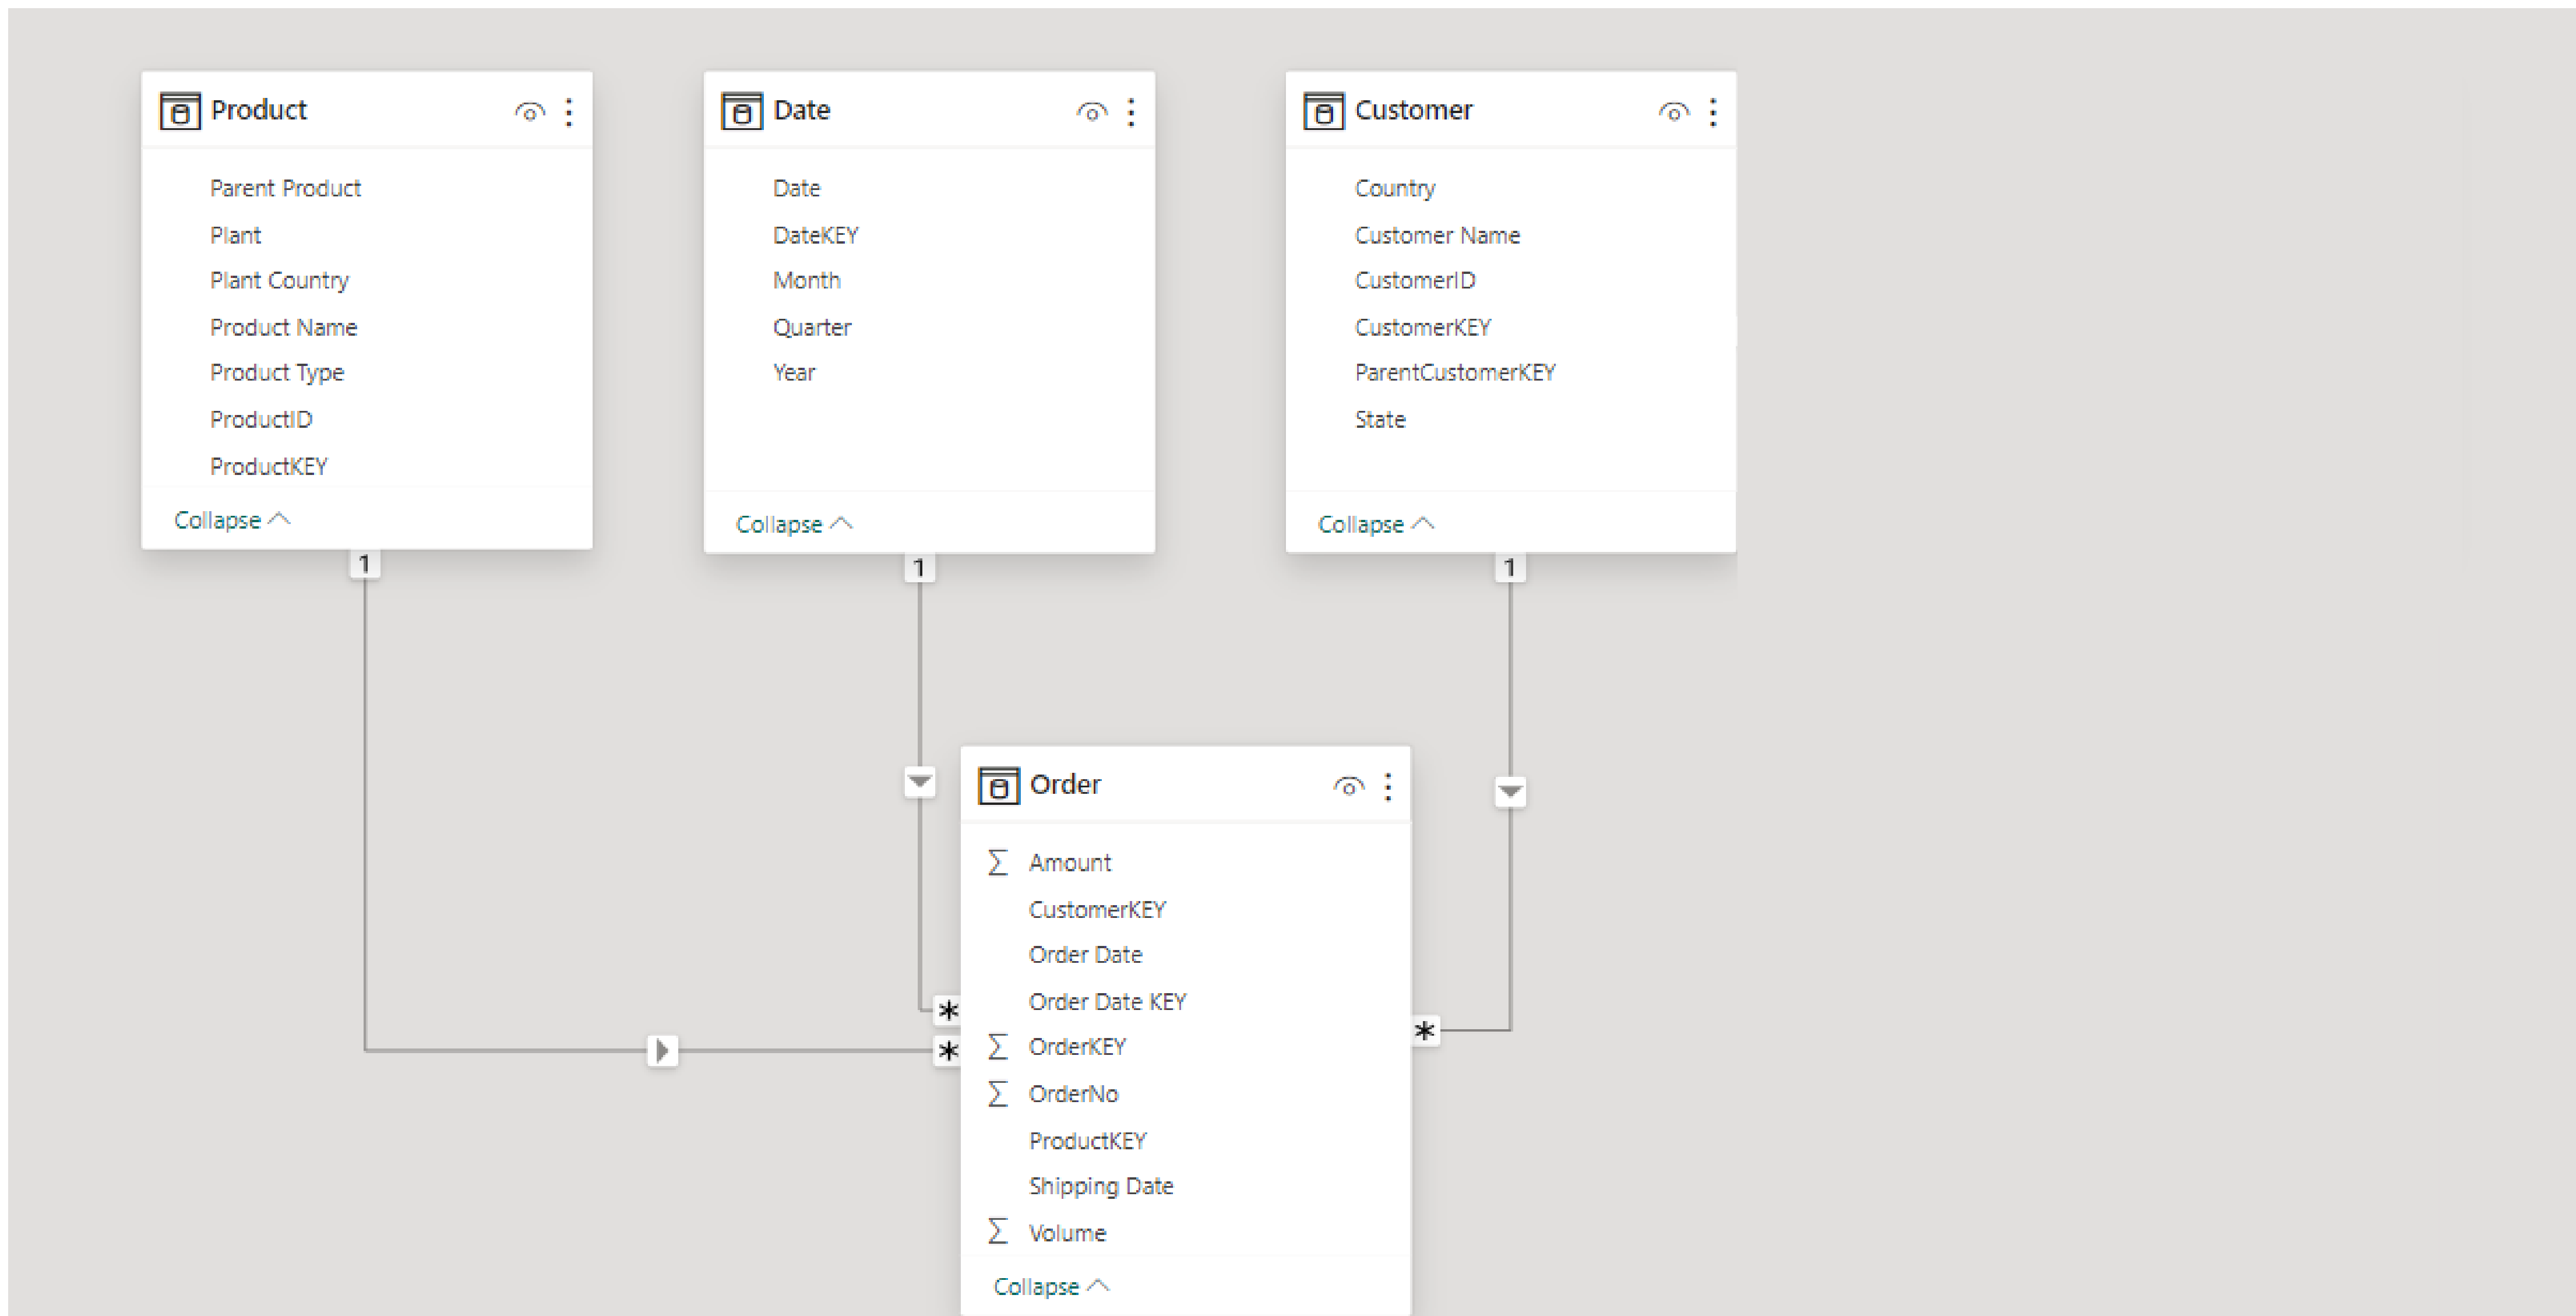 Product
Parent Product
Plant
Plant Country
Product Name
Product Type
ProductID
ProductKEY
Collapse
1
Date
Date
DateKEY
Month
Quarter
Year
Collapse
1
Customer
Country
Customer Name
CustomerID
CustomerKEY
ParentCustomerKEY
State
Collapse
1
Order
Σ Amount
CustomerKEY
Order Date
Order Date KEY
Σ OrderKEY
Σ OrderNo
ProductKEY
Shipping Date
Σ Volume
Collapse
*
*
*